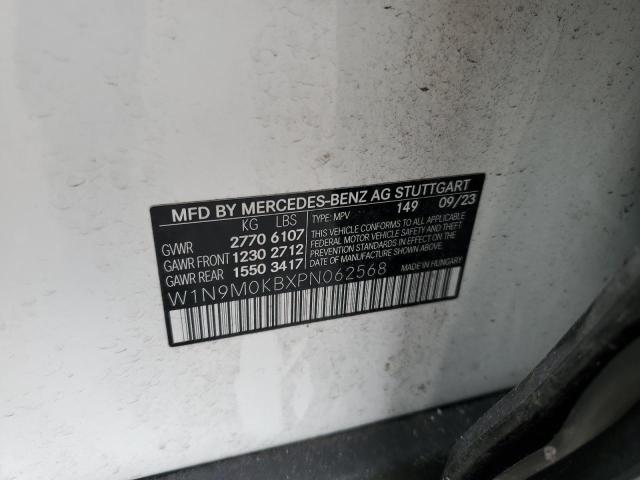 MFD BY MERCEDES-BENZ AG STUTTGART
KG LBS TYPE: MPV 149 09/23
GVWR 2770 6107
GAWR FRONT 1230 2712
GAWR REAR 1550 3417
THIS VEHICLE CONFORMS TO ALL APPLICABLE
FEDERAL MOTOR VEHICLE SAFETY AND THEFT
PREVENTION STANDARDS IN EFFECT ON THE DATE
OF MANUFACTURE SHOWN ABOVE.
W1N9M0KBXPN062568 MADE IN HUNGARY